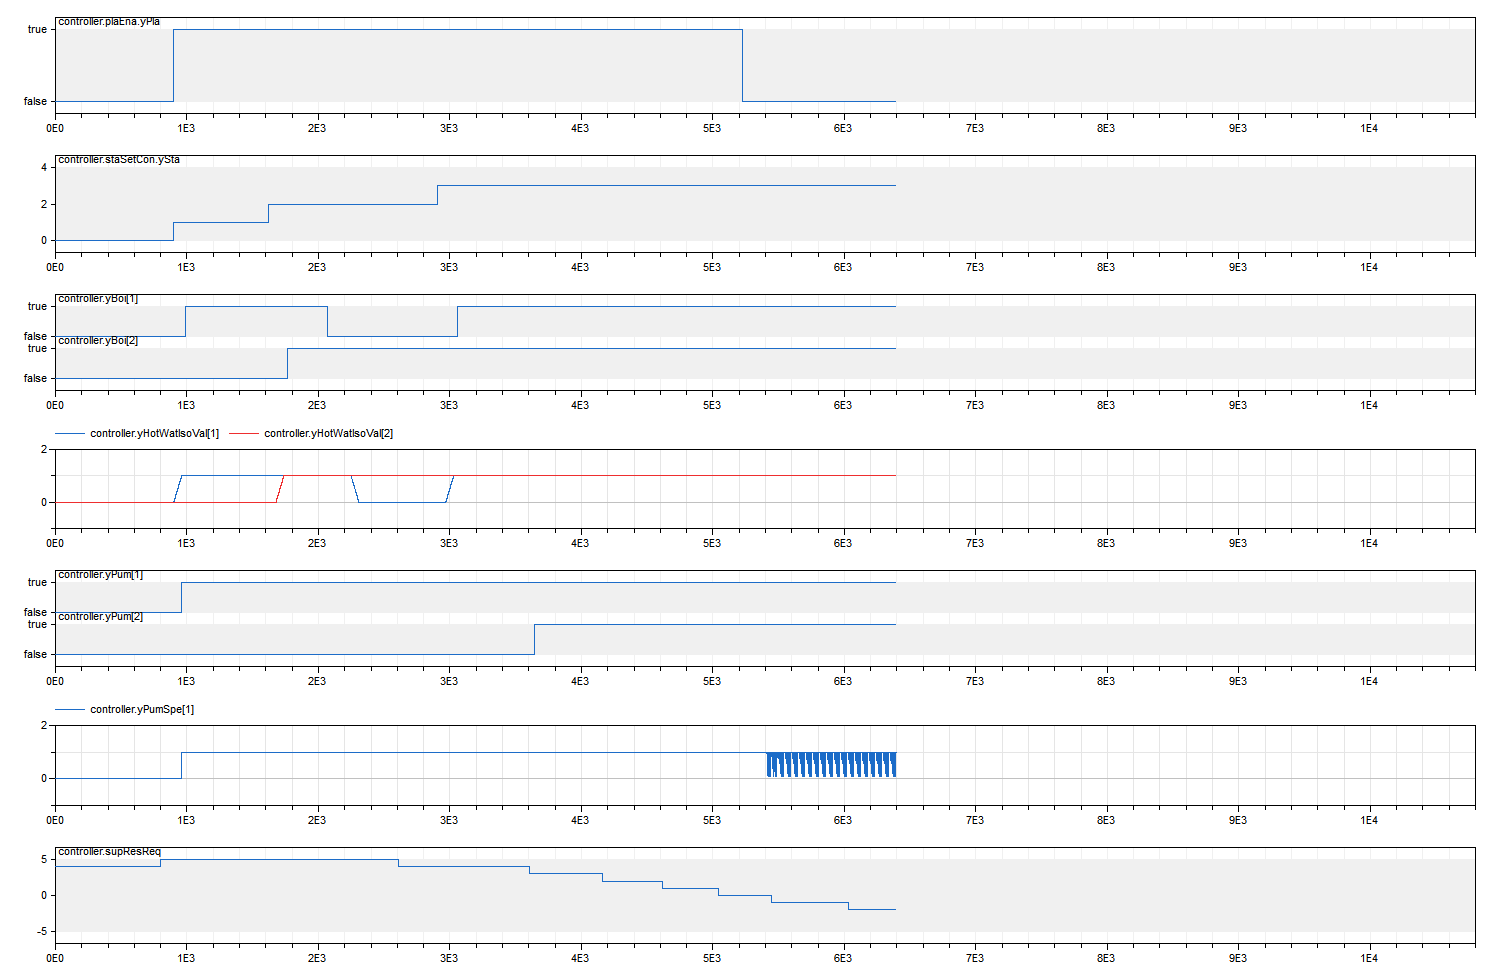 controller.plaEna.yPla
true
false
0E0 1E3 2E3 3E3 4E3 5E3 6E3 7E3 8E3 9E3 1E4
controller.staSetCon.ySta
4
2
0
0E0 1E3 2E3 3E3 4E3 5E3 6E3 7E3 8E3 9E3 1E4
controller.yBoi[1]
true
false
controller.yBoi[2]
true
false
0E0 1E3 2E3 3E3 4E3 5E3 6E3 7E3 8E3 9E3 1E4
controller.yHotWatIsoVal[1] controller.yHotWatIsoVal[2]
2
0
0E0 1E3 2E3 3E3 4E3 5E3 6E3 7E3 8E3 9E3 1E4
controller.yPum[1]
true
false
controller.yPum[2]
true
false
0E0 1E3 2E3 3E3 4E3 5E3 6E3 7E3 8E3 9E3 1E4
controller.yPumSpe[1]
2
0
0E0 1E3 2E3 3E3 4E3 5E3 6E3 7E3 8E3 9E3 1E4
controller.supResReq
5
0
-5
0E0 1E3 2E3 3E3 4E3 5E3 6E3 7E3 8E3 9E3 1E4